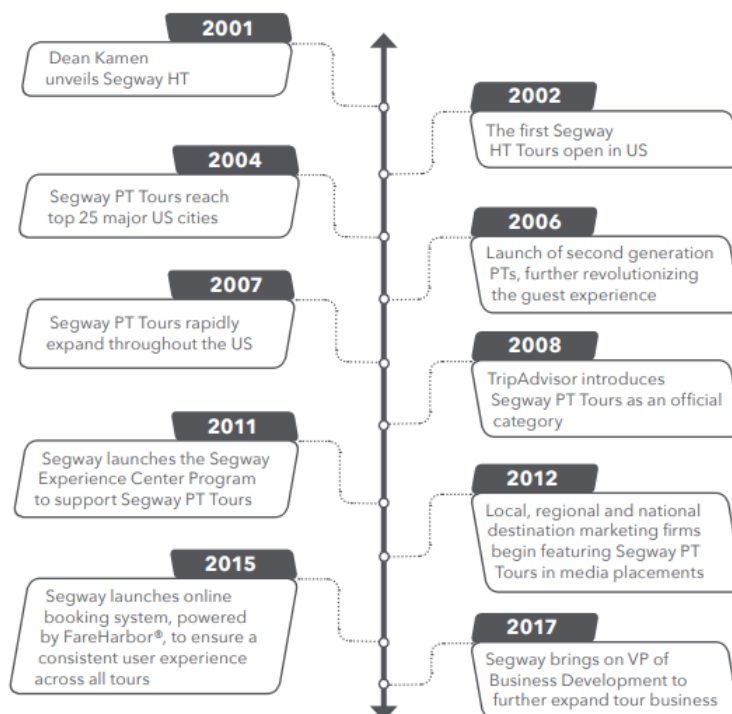 2001
Dean Kamen
unveils Segway HT
2002
The first Segway
HT Tours open in US
2004
Segway PT Tours reach
top 25 major US cities
2006
Launch of second generation
PTs, further revolutionizing
the guest experience
2007
Segway PT Tours rapidly
expand throughout the US
2008
TripAdvisor introduces
Segway PT Tours as an official
category
2011
Segway launches the Segway
Experience Center Program
to support Segway PT Tours
2012
Local, regional and national
destination marketing firms
begin featuring Segway PT
Tours in media placements
2015
Segway launches online
booking system, powered
by FareHarbor®, to ensure a
consistent user experience
across all tours
2017
Segway brings on VP of
Business Development to
further expand tour business